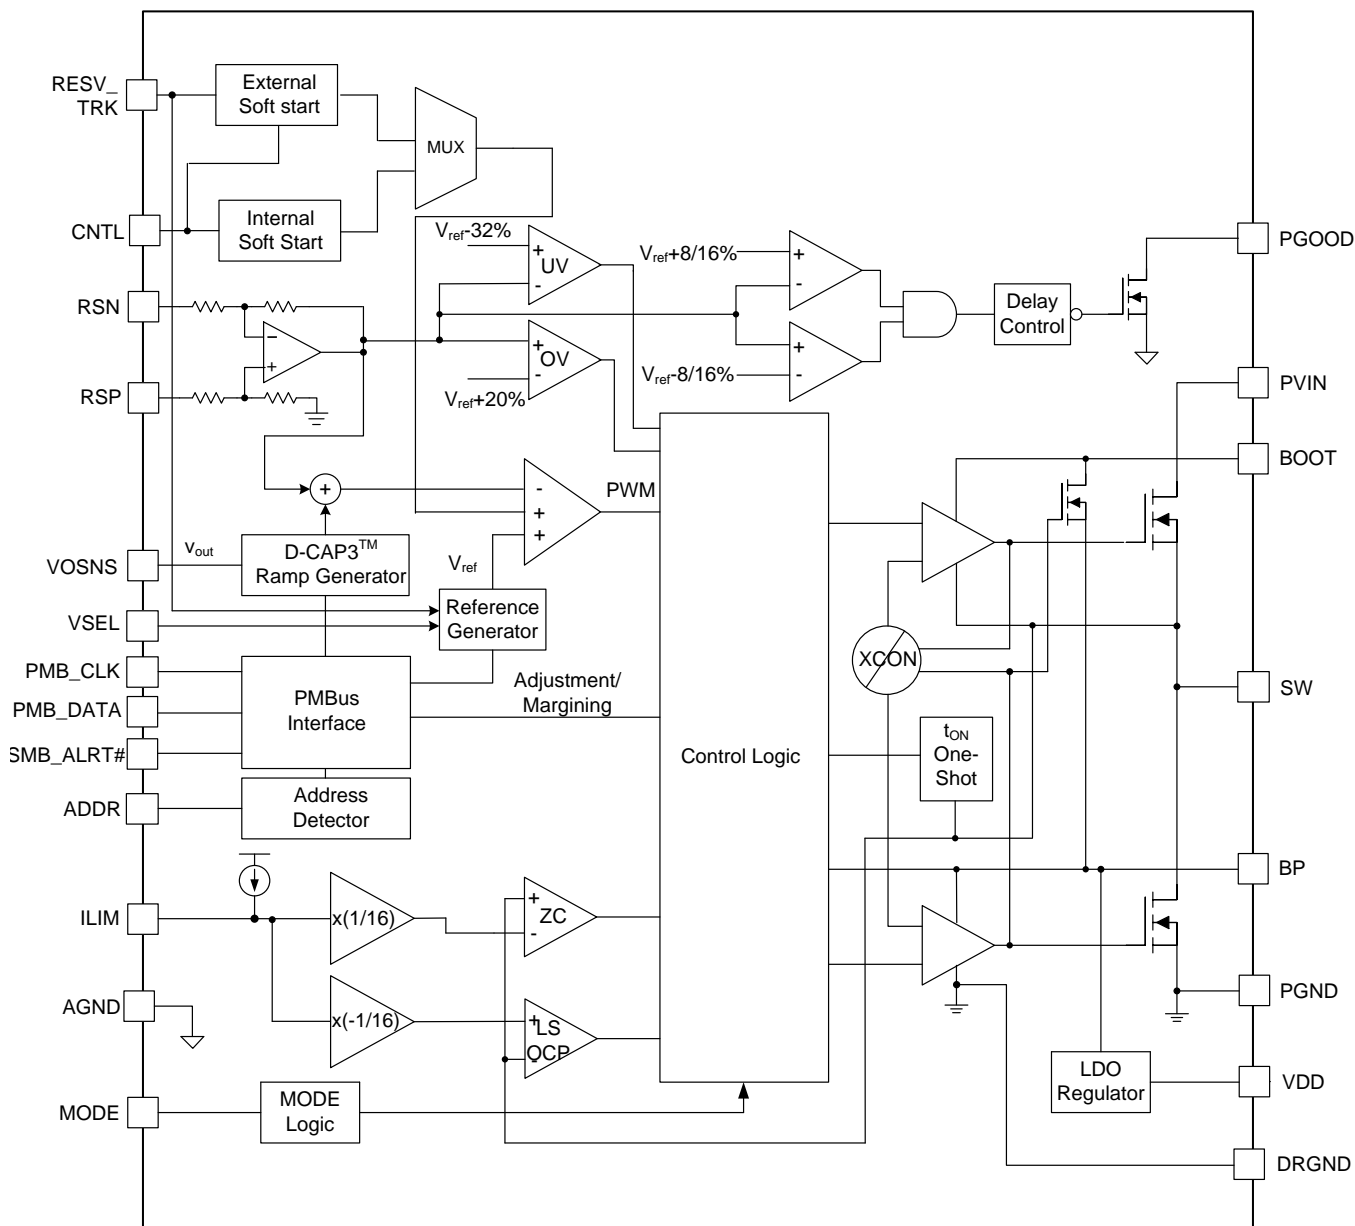 RESV_
TRK
External
Soft start
MUX
CNTL
Internal
Soft Start
Vref-32%
+
UV
-
Vref+8/16%
+
-
PGOOD
Delay
Control
RSN
-
+
+
OV
-
Vref+20%
+
-
Vref-8/16%
RSP
PVIN
BOOT
+
-
+
+
PWM
vout
D-CAP3™
Ramp Generator
VOSNS
Vref
VSEL
Reference
Generator
XCON
PMB_CLK
PMB_DATA
SMB_ALRT#
PMBus
Interface
Adjustment/
Margining
SW
Control Logic
tON
One-
Shot
ADDR
Address
Detector
BP
ILIM
x(1/16)
+
ZC
-
AGND
x(-1/16)
+
LS
OCP
-
PGND
LDO
Regulator
VDD
MODE
MODE
Logic
DRGND